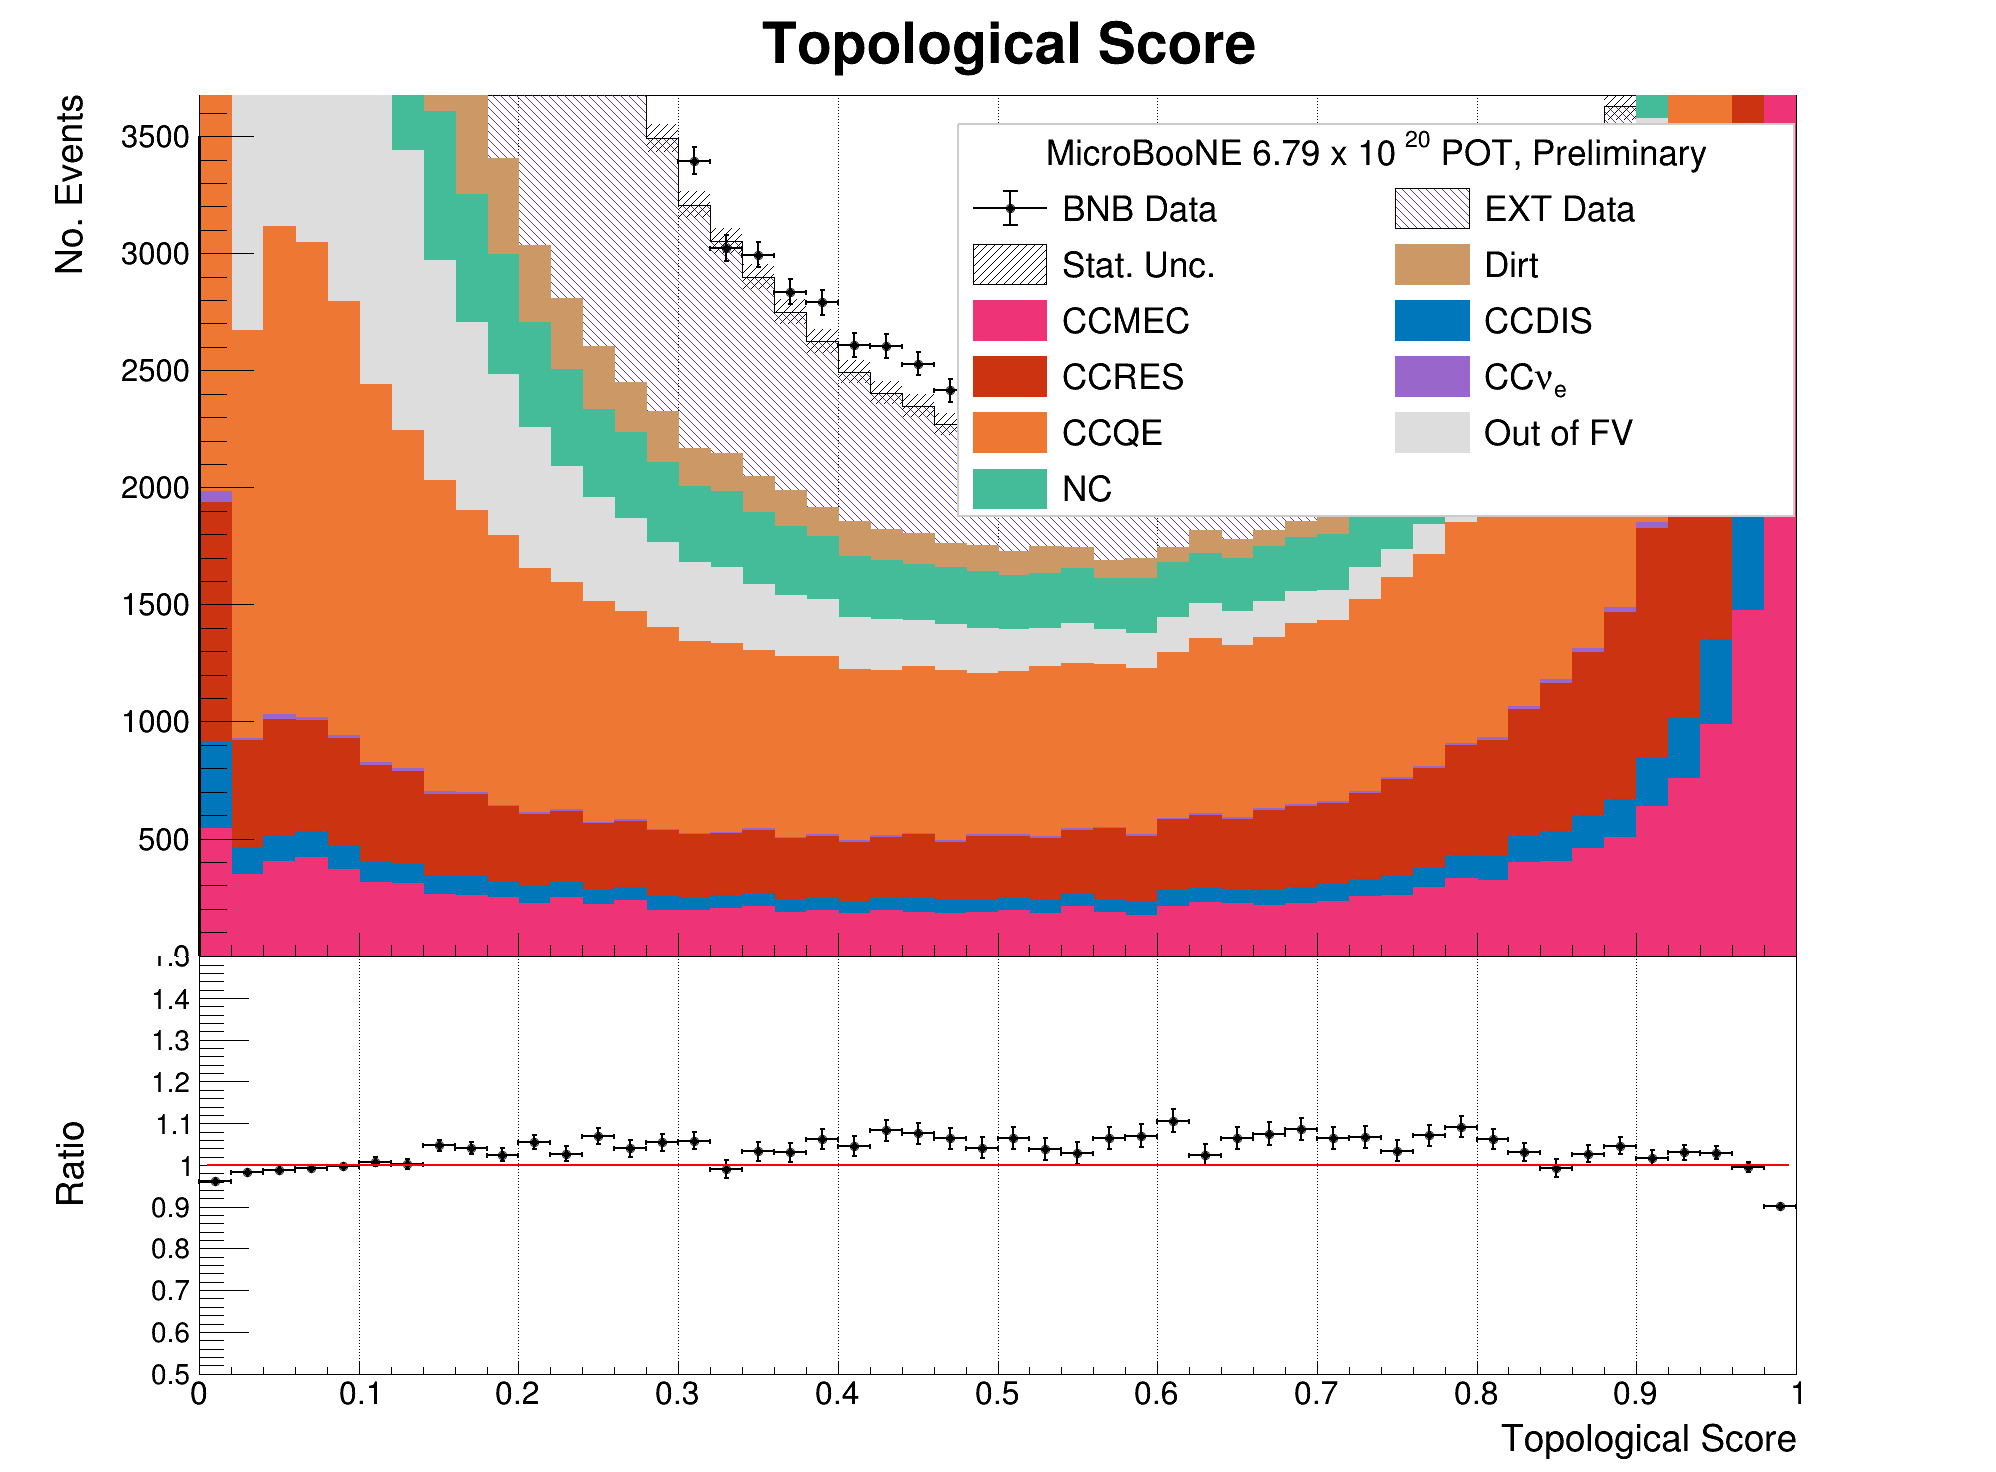 Topological Score
No. Events
3500
3000
2500
2000
1500
1000
500
0
MicroBooNE 6.79 x 10 20 POT, Preliminary
BNB Data
EXT Data
Stat. Unc.
Dirt
CCMEC
CCDIS
CCRES
CCνe
CCQE
Out of FV
NC
Ratio
1.5
1.4
1.3
1.2
1.1
1
0.9
0.8
0.7
0.6
0.5
0 0.1 0.2 0.3 0.4 0.5 0.6 0.7 0.8 0.9 1
Topological Score